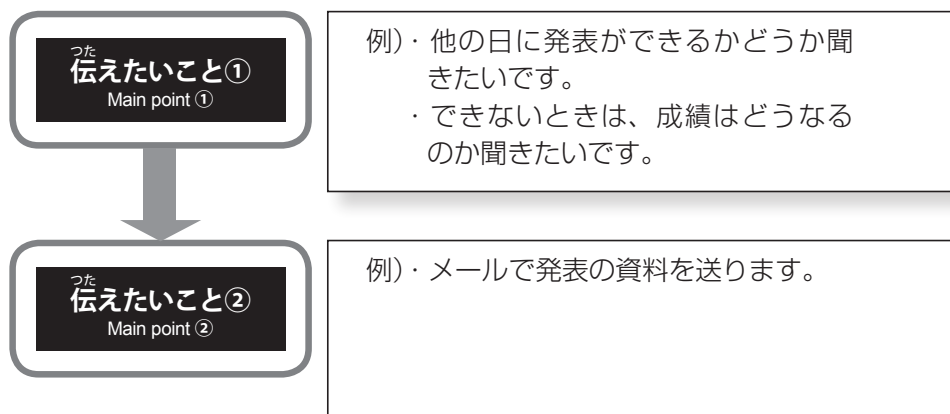 つた
伝えたいこと①
Main point ①
例)・他の日に発表ができるかどうか聞
きたいです。
・できないときは、成績はどうなる
のか聞きたいです。
つた
伝えたいこと②
Main point ②
例)・メールで発表の資料を送ります。